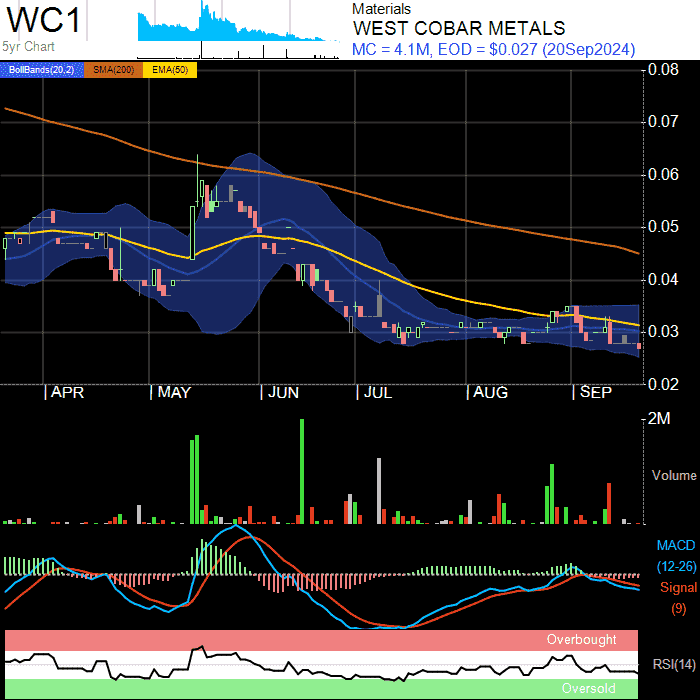 WC1
5yr Chart
Materials
WEST COBAR METALS
MC = 4.1M, EOD = $0.027 (20Sep2024)
BollBands(20,2) SMA(200) EMA(50)
0.08
0.07
0.06
0.05
0.04
0.03
0.02
APR MAY JUN JUL AUG SEP
2M
Volume
MACD
(12-26)
Signal
(9)
Overbought
RSI(14)
Oversold